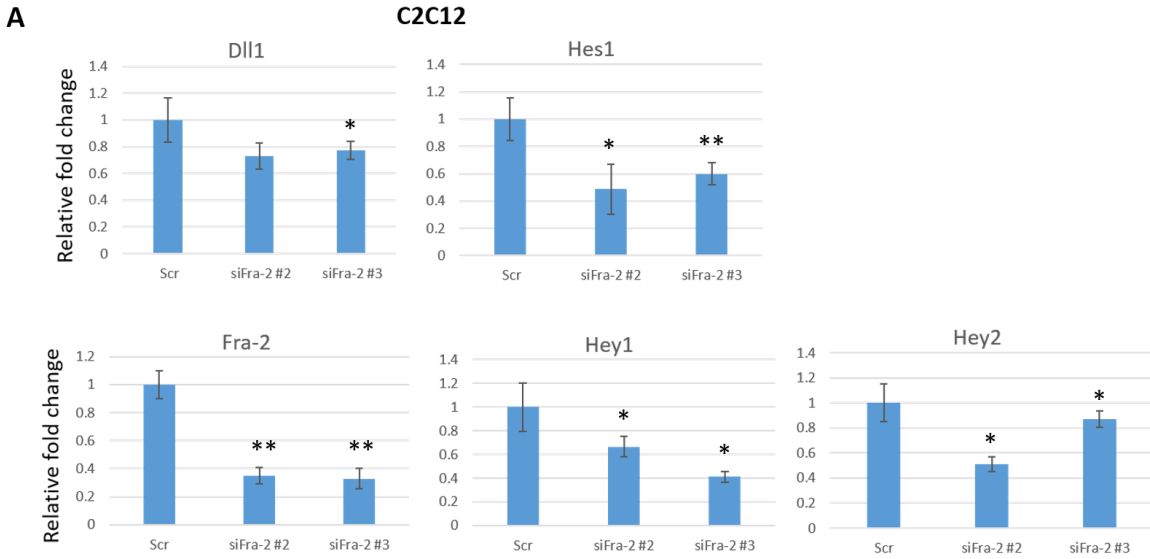 A
C2C12
Dll1
Relative fold change
1.4
1.2
1
0.8
0.6
0.4
0.2
0
*
Scr
siFra-2 #2
siFra-2 #3
Hes1
1.4
1.2
1
0.8
0.6
0.4
0.2
0
*
**
Scr
siFra-2 #2
siFra-2 #3
Fra-2
Relative fold change
1.2
1
0.8
0.6
0.4
0.2
0
**
**
Scr
siFra-2 #2
siFra-2 #3
Hey1
1.4
1.2
1
0.8
0.6
0.4
0.2
0
*
*
Scr
siFra-2 #2
siFra-2 #3
Hey2
1.4
1.2
1
0.8
0.6
0.4
0.2
0
*
*
Scr
siFra-2 #2
siFra-2 #3